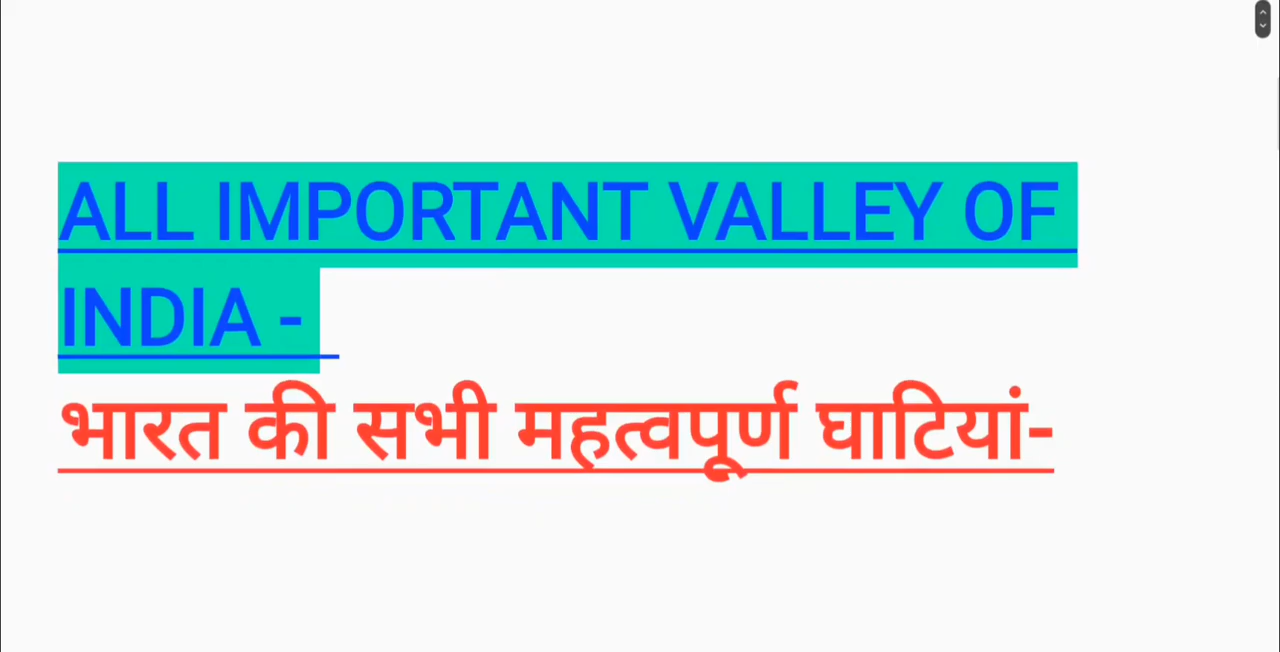 ALL IMPORTANT VALLEY OF
INDIA -
भारत की सभी महत्वपूर्ण घाटियां-